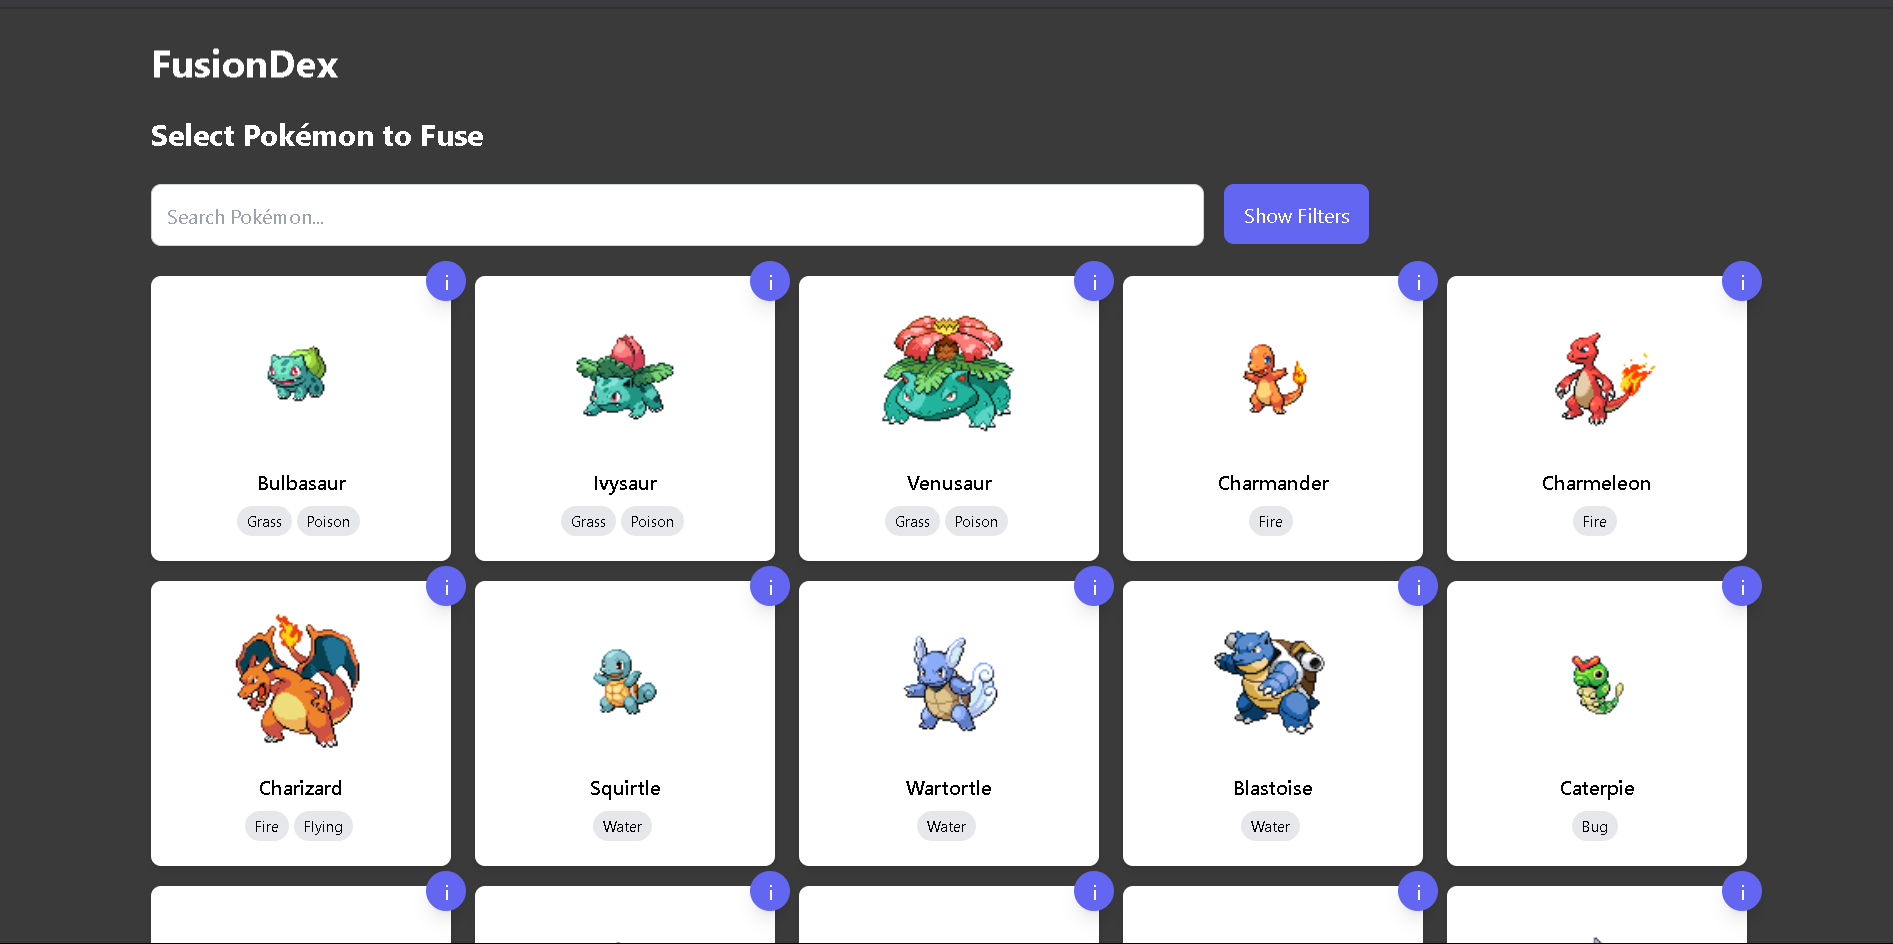 FusionDex
Select Pokémon to Fuse
Search Pokémon...
Show Filters
i i i i i
Bulbasaur Ivysaur Venusaur Charmander Charmeleon
Grass Poison Grass Poison Grass Poison Fire Fire
i i i i i
Charizard Squirtle Wartortle Blastoise Caterpie
Fire Flying Water Water Water Bug
i i i i i